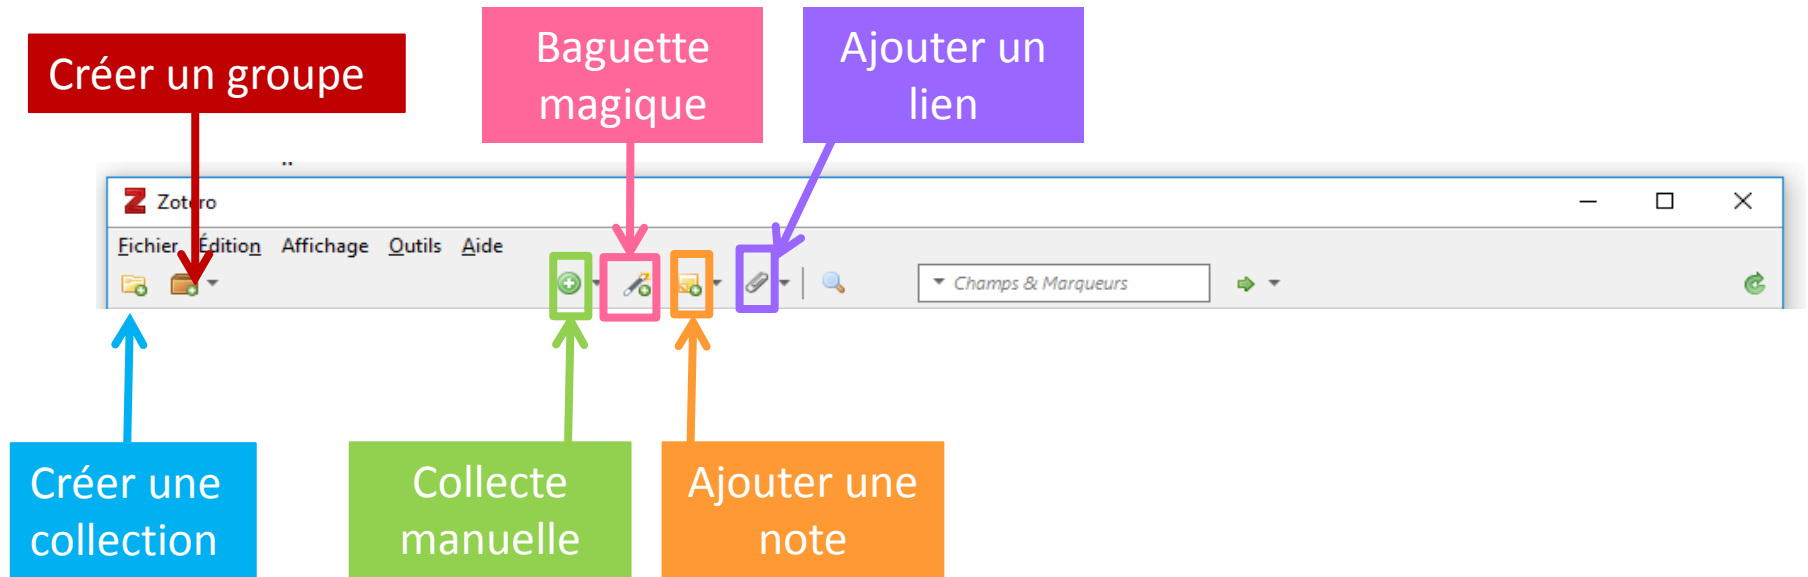 Créer un groupe
Baguette
magique
Ajouter un
lien
Zotero
Fichier Édition Affichage Outils Aide
Champs & Marqueurs
Créer une
collection
Collecte
manuelle
Ajouter une
note